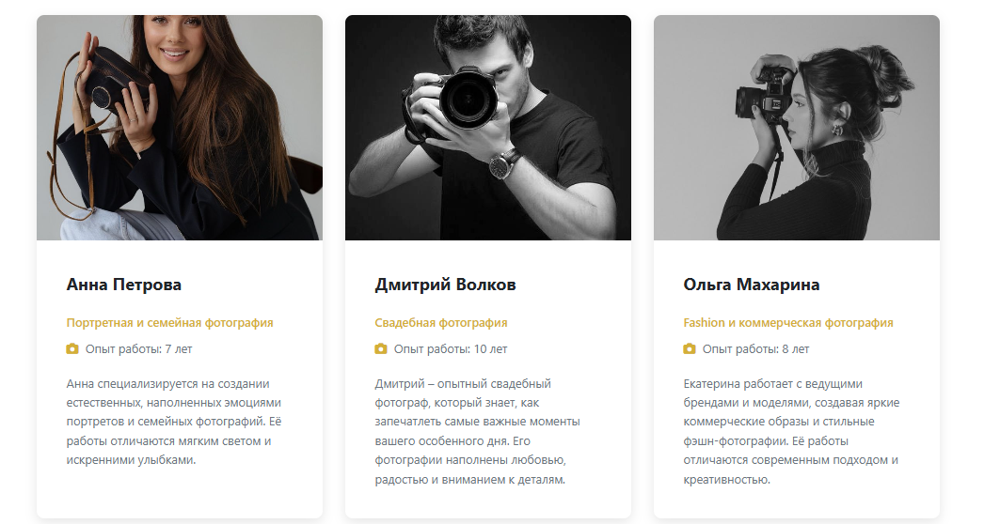 Анна Петрова
Портретная и семейная фотография
Опыт работы: 7 лет
Анна специализируется на создании
естественных, наполненных эмоциями
портретов и семейных фотографий. Её
работы отличаются мягким светом и
искренними улыбками.
Дмитрий Волков
Свадебная фотография
Опыт работы: 10 лет
Дмитрий – опытный свадебный
фотограф, который знает, как
запечатлеть самые важные моменты
вашего особенного дня. Его
фотографии наполнены любовью,
радостью и вниманием к деталям.
Ольга Махарина
Fashion и коммерческая фотография
Опыт работы: 8 лет
Екатерина работает с ведущими
брендами и моделями, создавая яркие
коммерческие образы и стильные
фэшн-фотографии. Её работы
отличаются современным подходом и
креативностью.